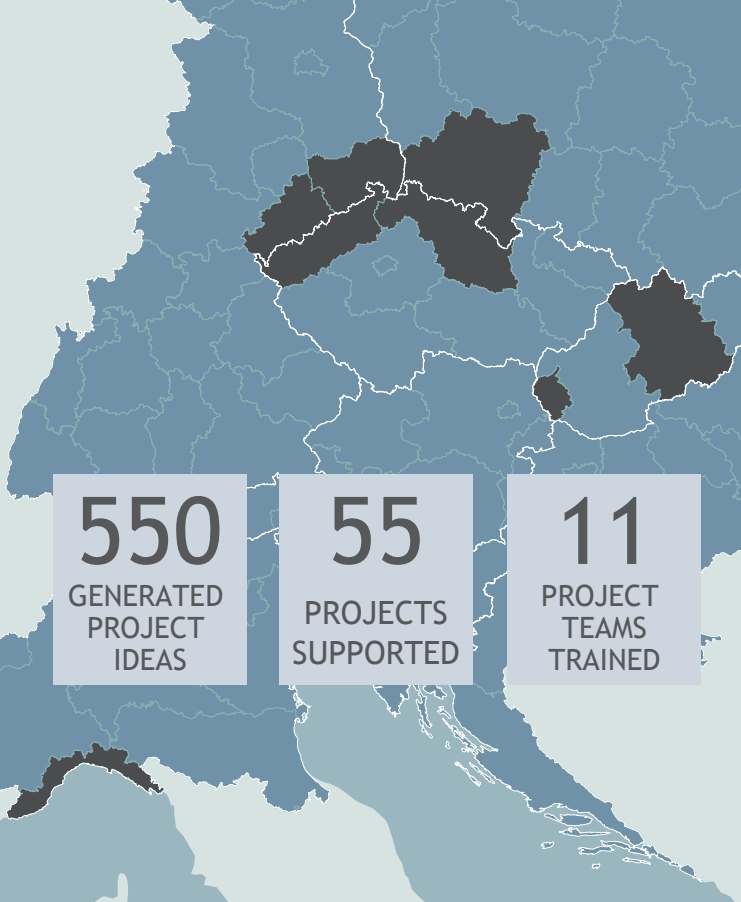 550
GENERATED
PROJECT
IDEAS
55
PROJECTS
SUPPORTED
11
PROJECT
TEAMS
TRAINED